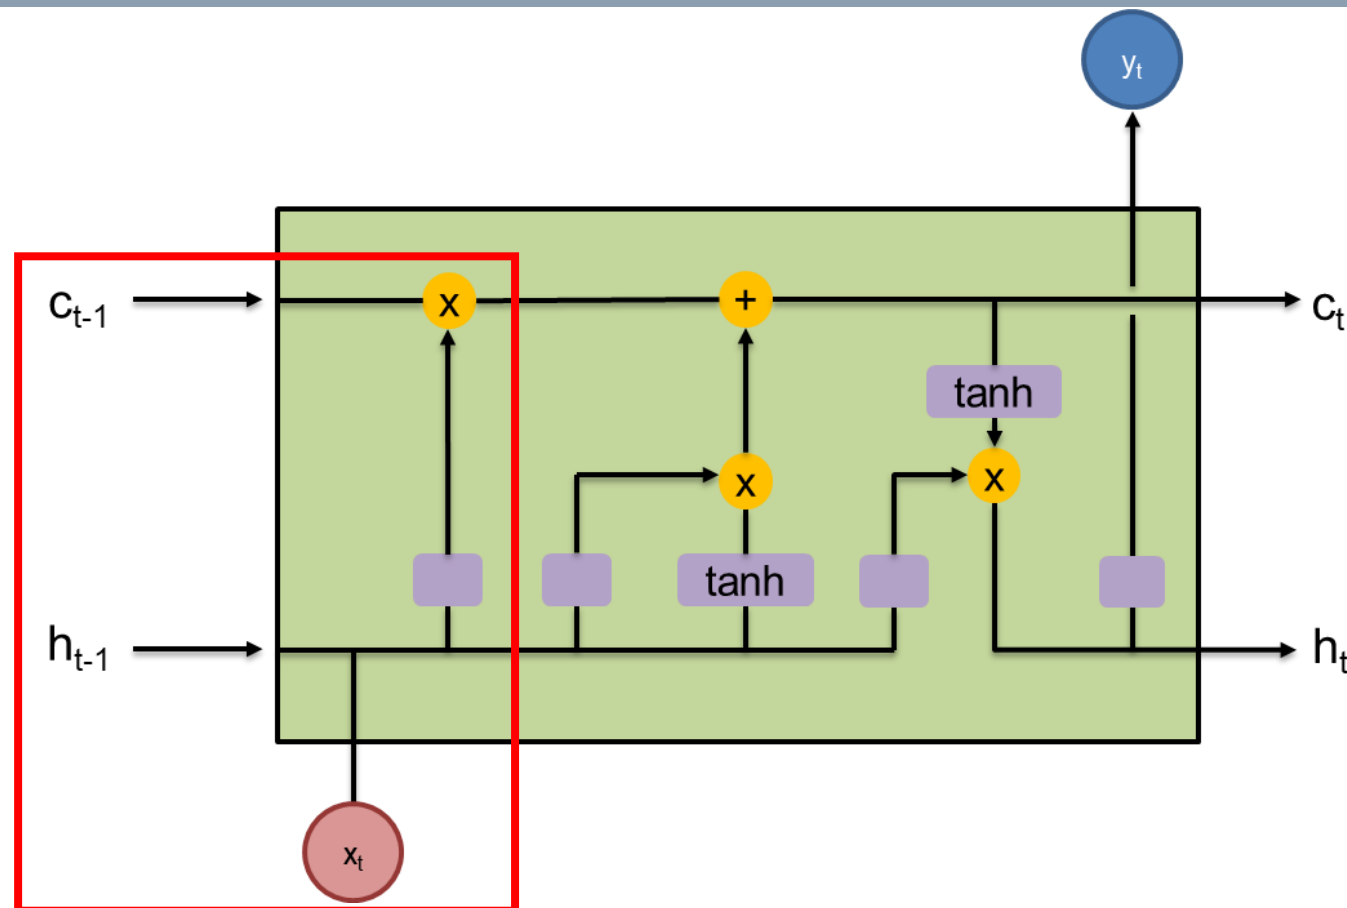 yₜ
cₜ₋₁
x
+
cₜ
tanh
x
x
tanh
hₜ₋₁
hₜ
xₜ